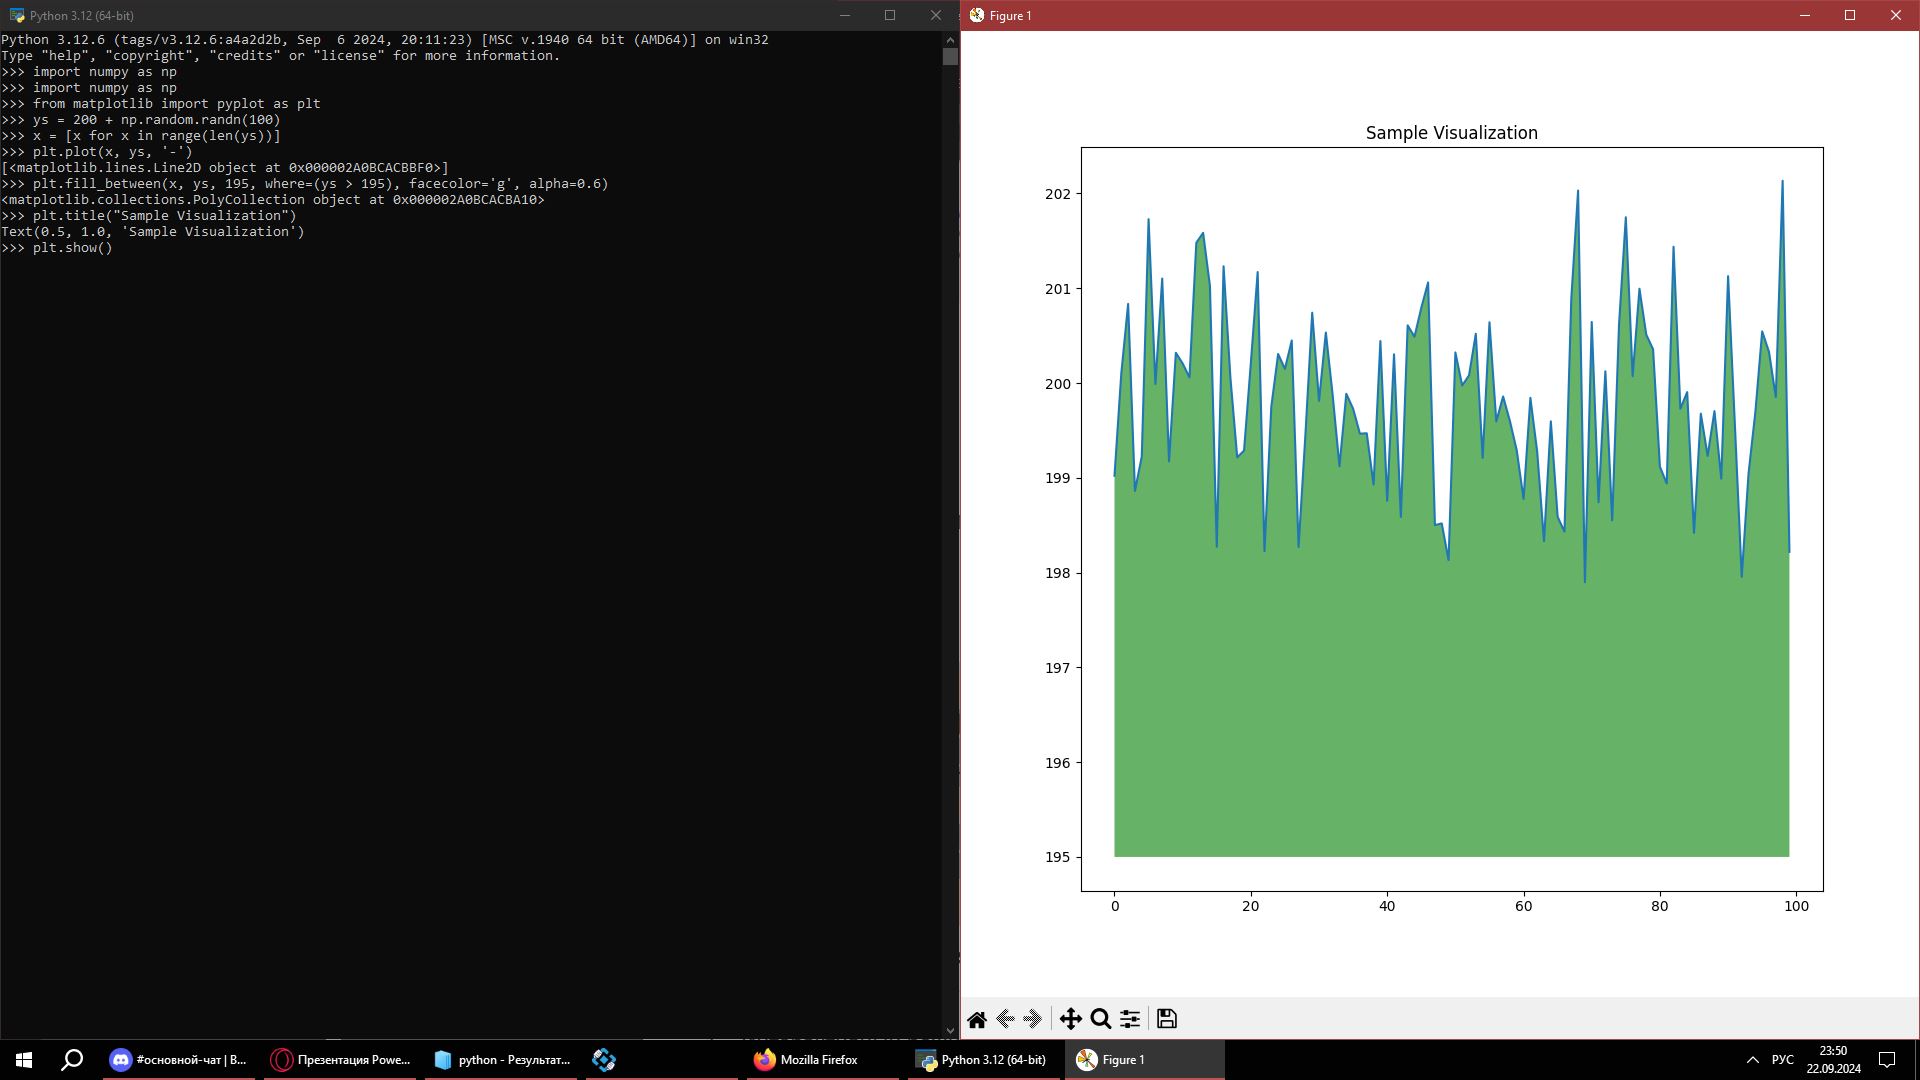 Python 3.12 (64-bit)
Python 3.12.6 (tags/v3.12.6:a4a2d2b, Sep  6 2024, 20:11:23) [MSC v.1940 64 bit (AMD64)] on win32
Type "help", "copyright", "credits" or "license" for more information.
>>> import numpy as np
>>> import numpy as np
>>> from matplotlib import pyplot as plt
>>> ys = 200 + np.random.randn(100)
>>> x = [x for x in range(len(ys))]
>>> plt.plot(x, ys, '-')
[<matplotlib.lines.Line2D object at 0x000002A0BCACBBF0>]
>>> plt.fill_between(x, ys, 195, where=(ys > 195), facecolor='g', alpha=0.6)
<matplotlib.collections.PolyCollection object at 0x000002A0BCACBA10>
>>> plt.title("Sample Visualization")
Text(0.5, 1.0, 'Sample Visualization')
>>> plt.show()
Figure 1
Sample Visualization
202
201
200
199
198
197
196
195
0 20 40 60 80 100
#основной-чат | B...
Презентация Powe...
python - Результат...
Mozilla Firefox
Python 3.12 (64-bit)
Figure 1
РУС
23:50
22.09.2024